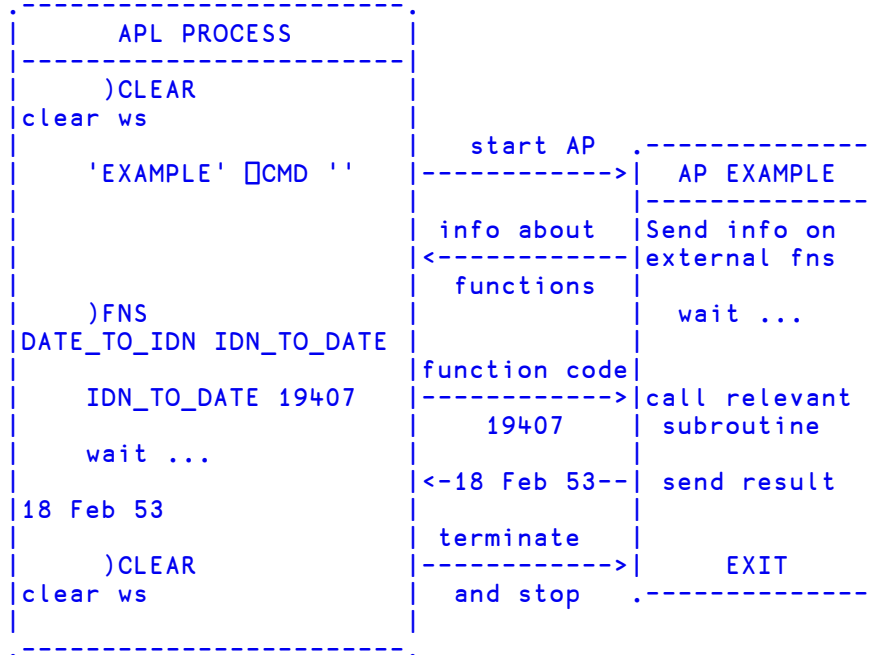 .------------------------.
|      APL PROCESS       |
|------------------------|
|     )CLEAR             |
|clear ws                |
|                        |   start AP  .--------------
|    'EXAMPLE' ⎕CMD ''   |------------>|  AP EXAMPLE
|                        |             |--------------
|                        | info about  |Send info on
|                        |<------------|external fns
|                        |  functions  |
|    )FNS                |             |  wait ...
|DATE_TO_IDN IDN_TO_DATE |             |
|                        |function code|
|    IDN_TO_DATE 19407   |------------>|call relevant
|                        |    19407    | subroutine
|    wait ...            |             |
|                        |<-18 Feb 53--| send result
|18 Feb 53               |             |
|                        | terminate   |
|     )CLEAR             |------------>|     EXIT
|clear ws                |  and stop   .--------------
|                        |
.------------------------.